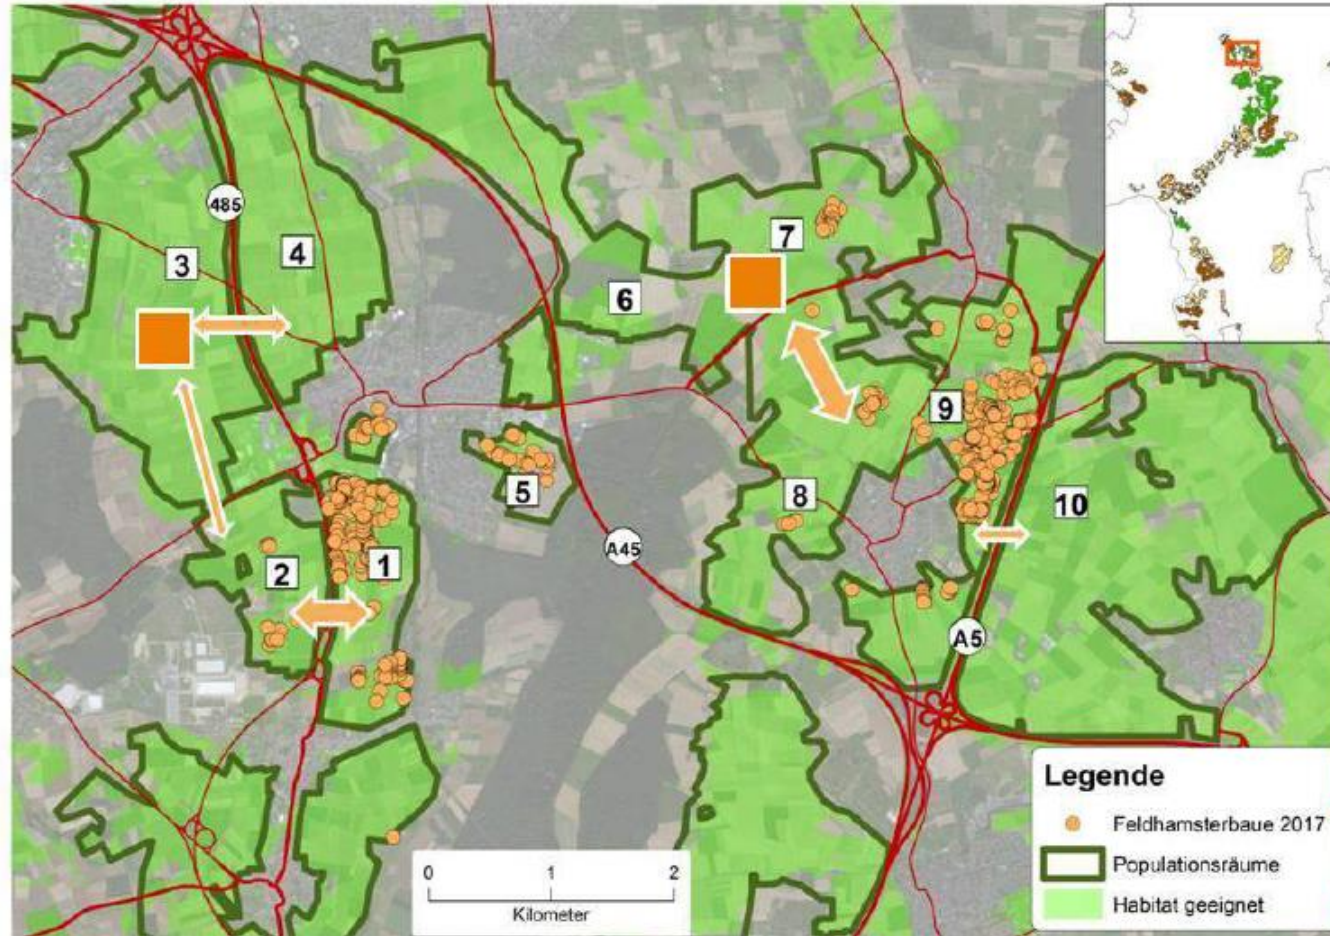 485
3
4
7
6
9
5
8
10
2
1
A45
A5
Legende
Feldhamsterbaue 2017
Populationsräume
Habitat geeignet
0 1 2
Kilometer